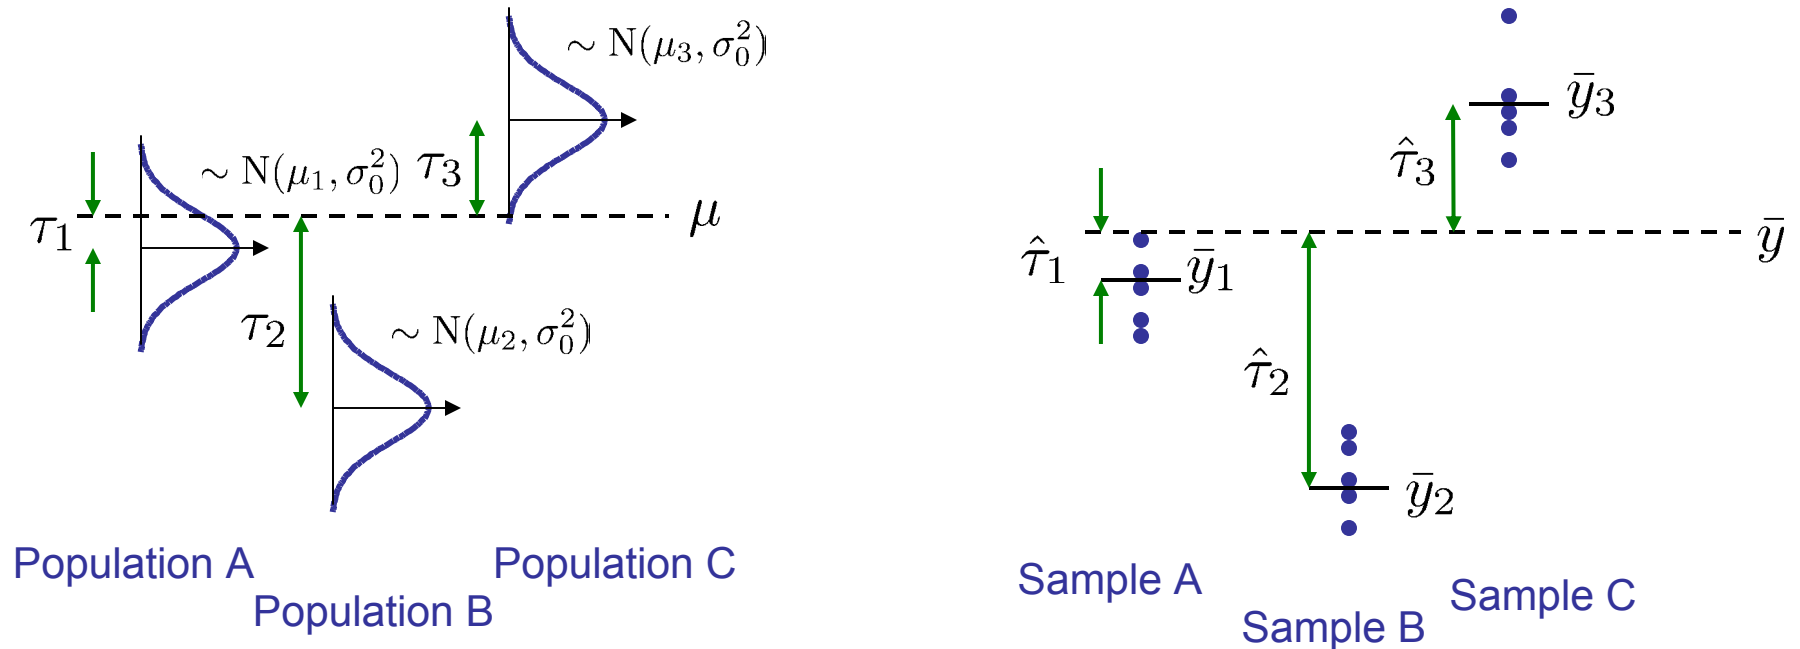 ∼ N(μ₃, σ₀²)
∼ N(μ₁, σ₀²)
τ₃
μ
τ₁
τ₂
∼ N(μ₂, σ₀²)
Population A
Population C
Population B
ȳ₃
τ̂₃
ȳ
τ̂₁
ȳ₁
τ̂₂
ȳ₂
Sample A
Sample C
Sample B